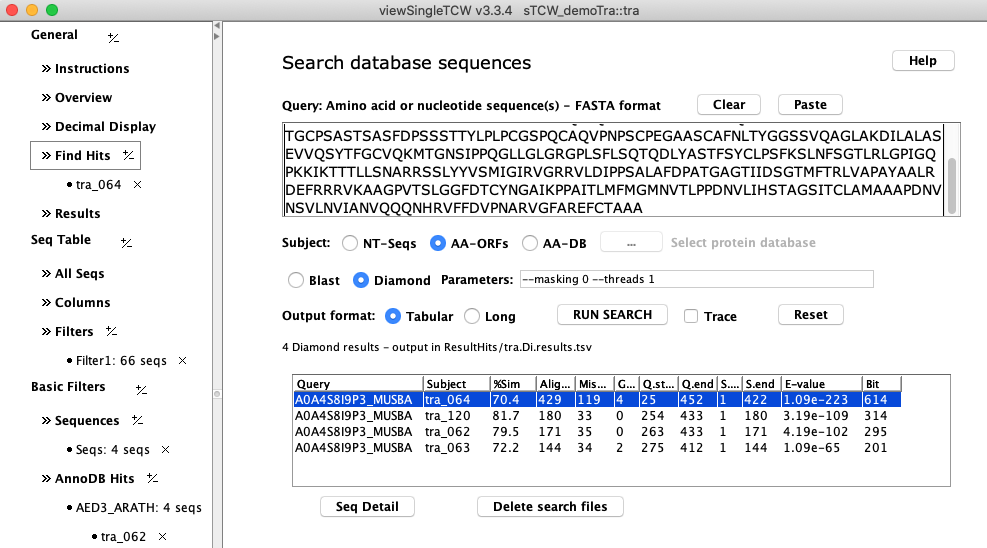 viewSingleTCW v3.3.4 sTCW_demoTra::tra
General +/-
>> Instructions
>> Overview
>> Decimal Display
>> Find Hits +/-
• tra_064 ×
>> Results
Seq Table +/-
>> All Seqs
>> Columns
>> Filters +/-
• Filter1: 66 seqs ×
Basic Filters +/-
>> Sequences +/-
• Seqs: 4 seqs ×
>> AnnoDB Hits +/-
• AED3_ARATH: 4 seqs
• tra_062 ×
Search database sequences
Help
Query: Amino acid or nucleotide sequence(s) - FASTA format Clear Paste
TGCPSASTSASFDPSSSTTYLPLPCGSPQCAQVPNPSCPEGAASCAFNLTYGGSSVQAGLAKDILALAS
EVVQSYTFGCVQKMTGNSIPPQGLLGLGRGPLSFLSQTQDLYASTFSYCLPSFKSLNFSGTLRLGPIGQ
PKKIKTTTLLSNARRSSLYYVSMIGIRVGRRVLDIPPSALAFDPATGAGTIIDSGTMFTRLVAPAYAALR
DEFRRRVKAAGPVTSLGGFDTCYNGAIKPPAITLMFMGMNVTLPPDNVLIHSTAGSITCLAMAAAPDNV
NSVLNVIANVQQQNHRVFFDVPNARVGFAREFCTAAA
Subject: NT-Seqs AA-ORFs AA-DB ... Select protein database
Blast Diamond Parameters: --masking 0 --threads 1
Output format: Tabular Long RUN SEARCH Trace Reset
4 Diamond results - output in ResultHits/tra.Di.results.tsv
Query Subject %Sim Alig... Mis... G... Q.st... Q.end S.... S.end E-value Bit
A0A4S8I9P3_MUSBA tra_064 70.4 429 119 4 25 452 1 422 1.09e-223 614
A0A4S8I9P3_MUSBA tra_120 81.7 180 33 0 254 433 1 180 3.19e-109 314
A0A4S8I9P3_MUSBA tra_062 79.5 171 35 0 263 433 1 171 4.19e-102 295
A0A4S8I9P3_MUSBA tra_063 72.2 144 34 2 275 412 1 144 1.09e-65 201
Seq Detail Delete search files